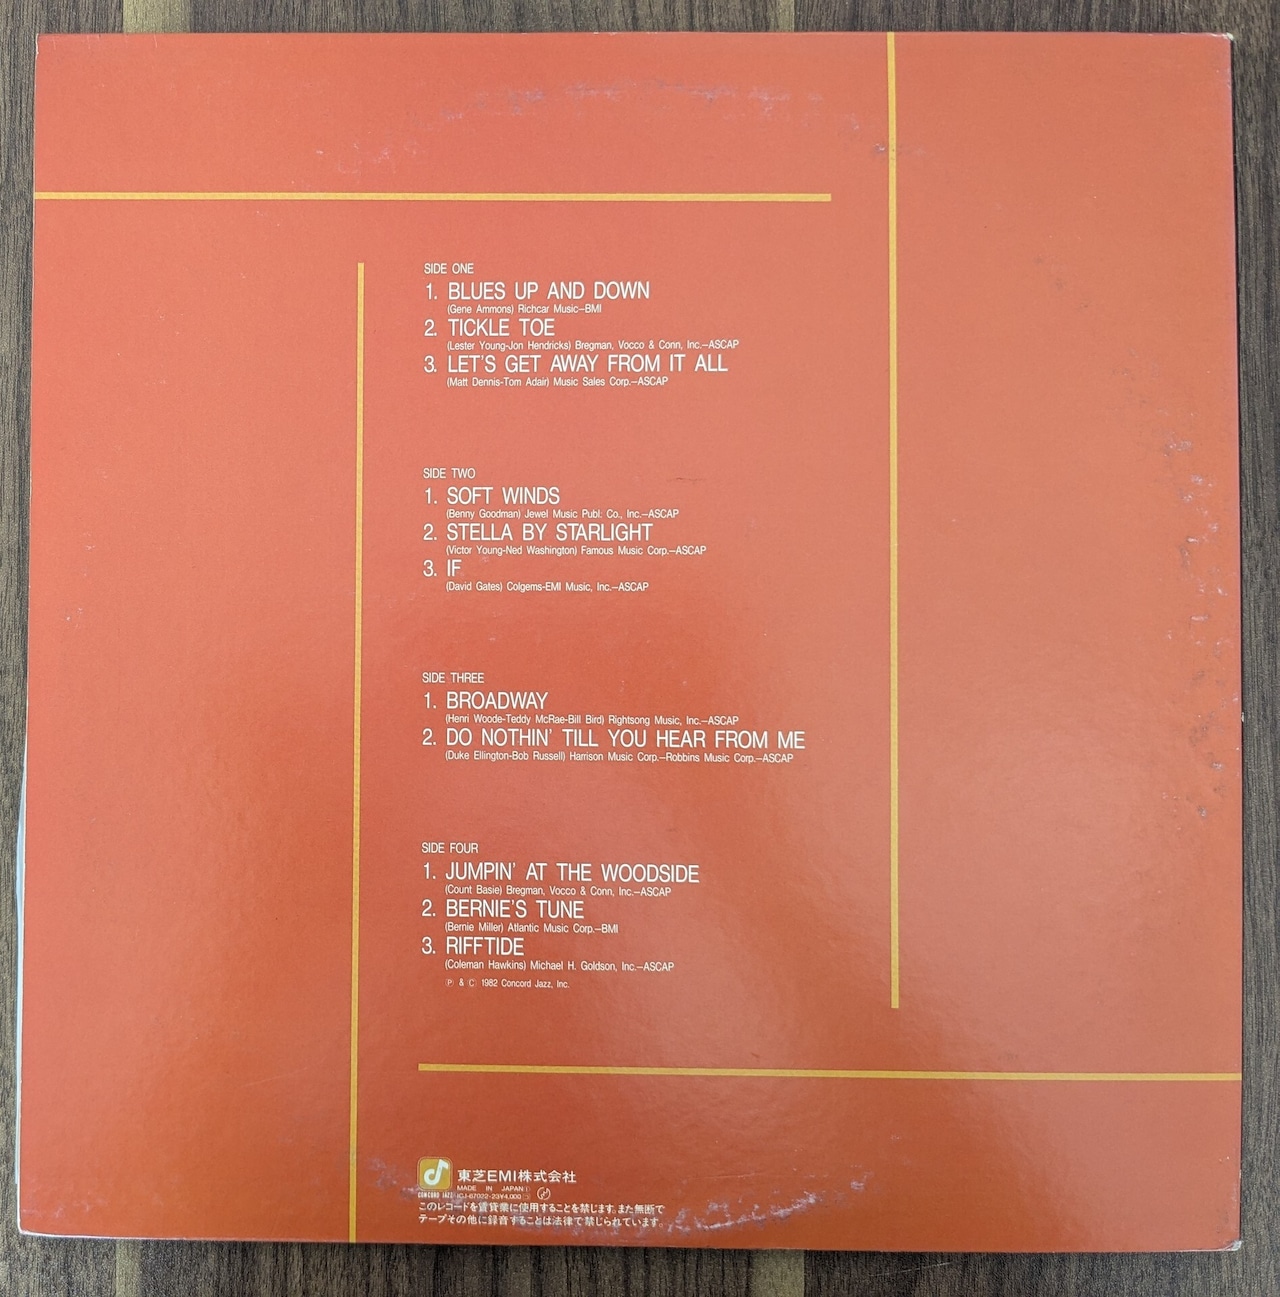 SIDE ONE
1. BLUES UP AND DOWN
(Gene Ammons) Richcar Music–BMI
2. TICKLE TOE
(Lester Young-Jon Hendricks) Bregman, Vocco & Conn, Inc.–ASCAP
3. LET'S GET AWAY FROM IT ALL
(Matt Dennis-Tom Adair) Music Sales Corp.–ASCAP
SIDE TWO
1. SOFT WINDS
(Benny Goodman) Jewel Music Publ. Co., Inc.–ASCAP
2. STELLA BY STARLIGHT
(Victor Young-Ned Washington) Famous Music Corp.–ASCAP
3. IF
(David Gates) Colgems-EMI Music, Inc.–ASCAP
SIDE THREE
1. BROADWAY
(Henri Woode-Teddy McRae-Bill Bird) Rightsong Music, Inc.–ASCAP
2. DO NOTHIN' TILL YOU HEAR FROM ME
(Duke Ellington-Bob Russell) Harrison Music Corp.–Robbins Music Corp.–ASCAP
SIDE FOUR
1. JUMPIN' AT THE WOODSIDE
(Count Basie) Bregman, Vocco & Conn, Inc.–ASCAP
2. BERNIE'S TUNE
(Bernie Miller) Atlantic Music Corp.–BMI
3. RIFFTIDE
(Coleman Hawkins) Michael H. Goldson, Inc.–ASCAP
Ⓟ & Ⓒ 1982 Concord Jazz, Inc.
東芝EMI株式会社
MADE IN JAPAN
CONCORD JAZZ ICJ-67022-23 ¥4,000
このレコードを賃貸業に使用することを禁じます。また無断で
テープその他に録音することは法律で禁じられています。